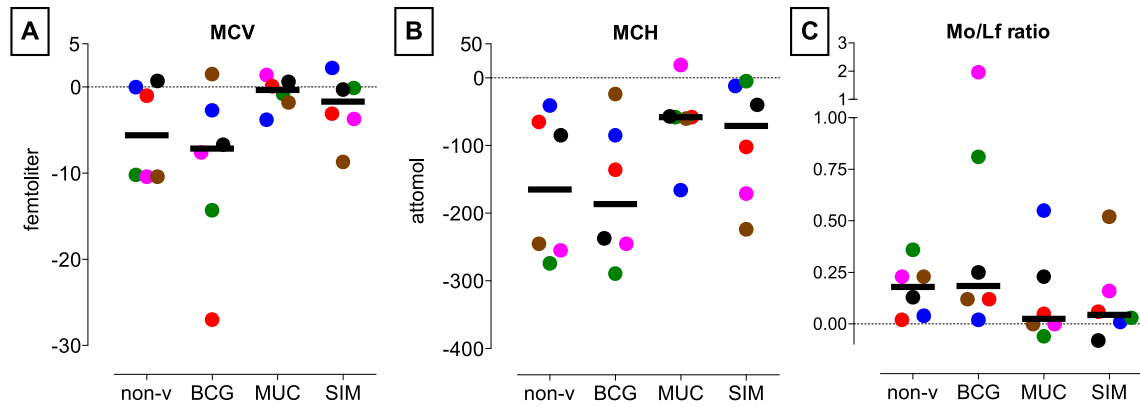 A
MCV
femtoliter
5
0
-10
-20
-30
non-v BCG MUC SIM
B
MCH
attomol
50
0
-100
-200
-300
-400
non-v BCG MUC SIM
C
Mo/Lf ratio
3
2
1
1.00
0.75
0.50
0.25
0.00
non-v BCG MUC SIM